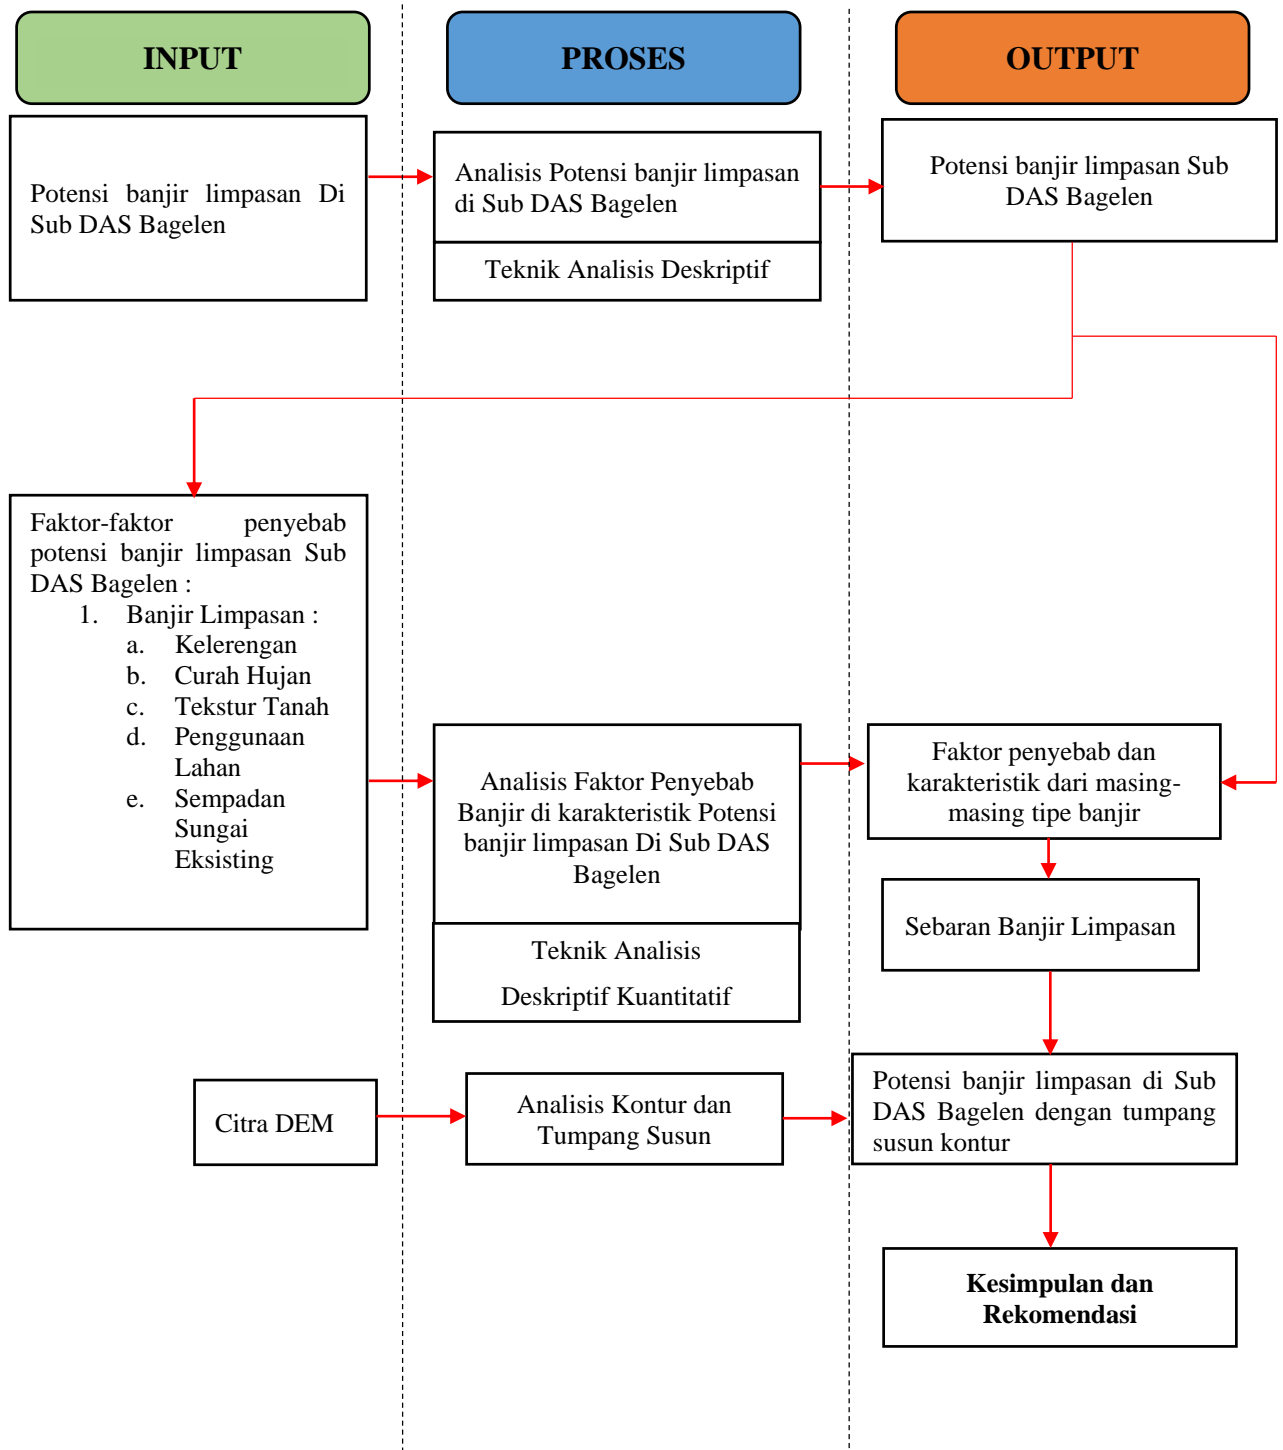 INPUT
PROSES
OUTPUT
Potensi banjir limpasan Di
Sub DAS Bagelen
Analisis Potensi banjir limpasan
di Sub DAS Bagelen
Teknik Analisis Deskriptif
Potensi banjir limpasan Sub
DAS Bagelen
Faktor-faktor penyebab
potensi banjir limpasan Sub
DAS Bagelen :
1. Banjir Limpasan :
a. Kelerengan
b. Curah Hujan
c. Tekstur Tanah
d. Penggunaan
Lahan
e. Sempadan
Sungai
Eksisting
Analisis Faktor Penyebab
Banjir di karakteristik Potensi
banjir limpasan Di Sub DAS
Bagelen
Teknik Analisis
Deskriptif Kuantitatif
Faktor penyebab dan
karakteristik dari masing-
masing tipe banjir
Sebaran Banjir Limpasan
Citra DEM
Analisis Kontur dan
Tumpang Susun
Potensi banjir limpasan di Sub
DAS Bagelen dengan tumpang
susun kontur
Kesimpulan dan
Rekomendasi